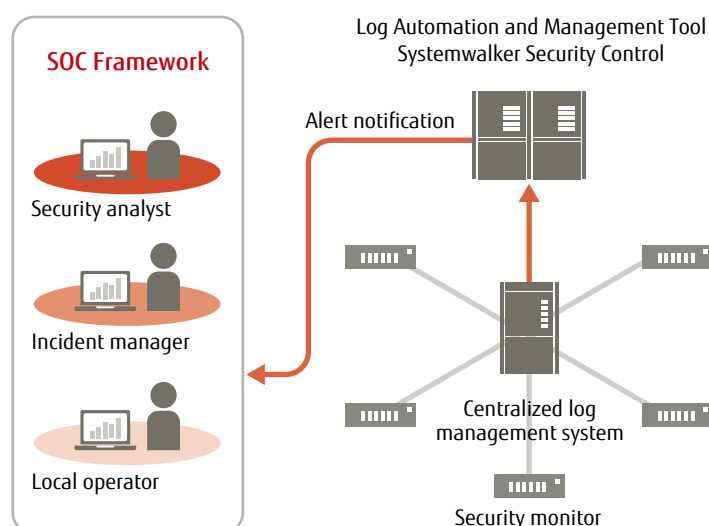 SOC Framework
Security analyst
Incident manager
Local operator
Log Automation and Management Tool
Systemwalker Security Control
Alert notification
Centralized log
management system
Security monitor